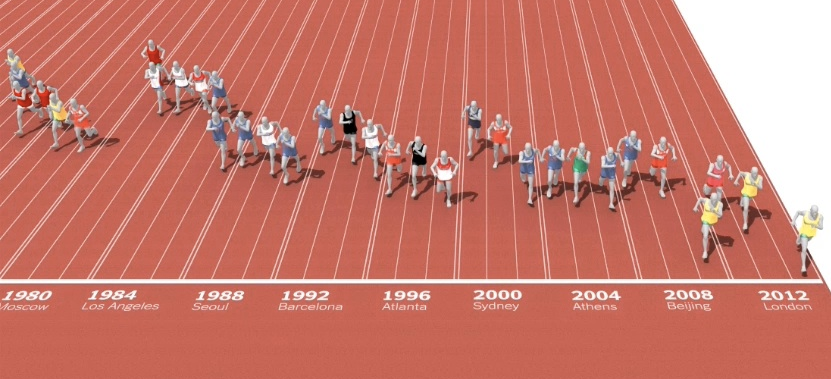 1980
Moscow
1984
Los Angeles
1988
Seoul
1992
Barcelona
1996
Atlanta
2000
Sydney
2004
Athens
2008
Beijing
2012
London